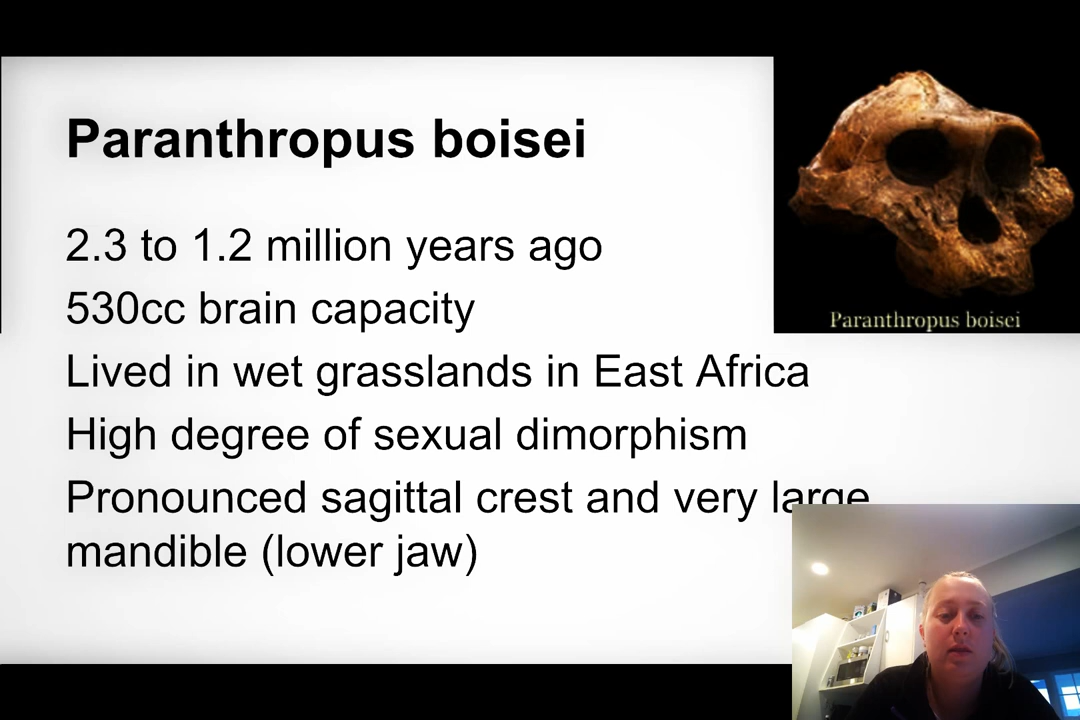 Paranthropus boisei
2.3 to 1.2 million years ago
530cc brain capacity
Lived in wet grasslands in East Africa
High degree of sexual dimorphism
Pronounced sagittal crest and very large
mandible (lower jaw)
Paranthropus boisei